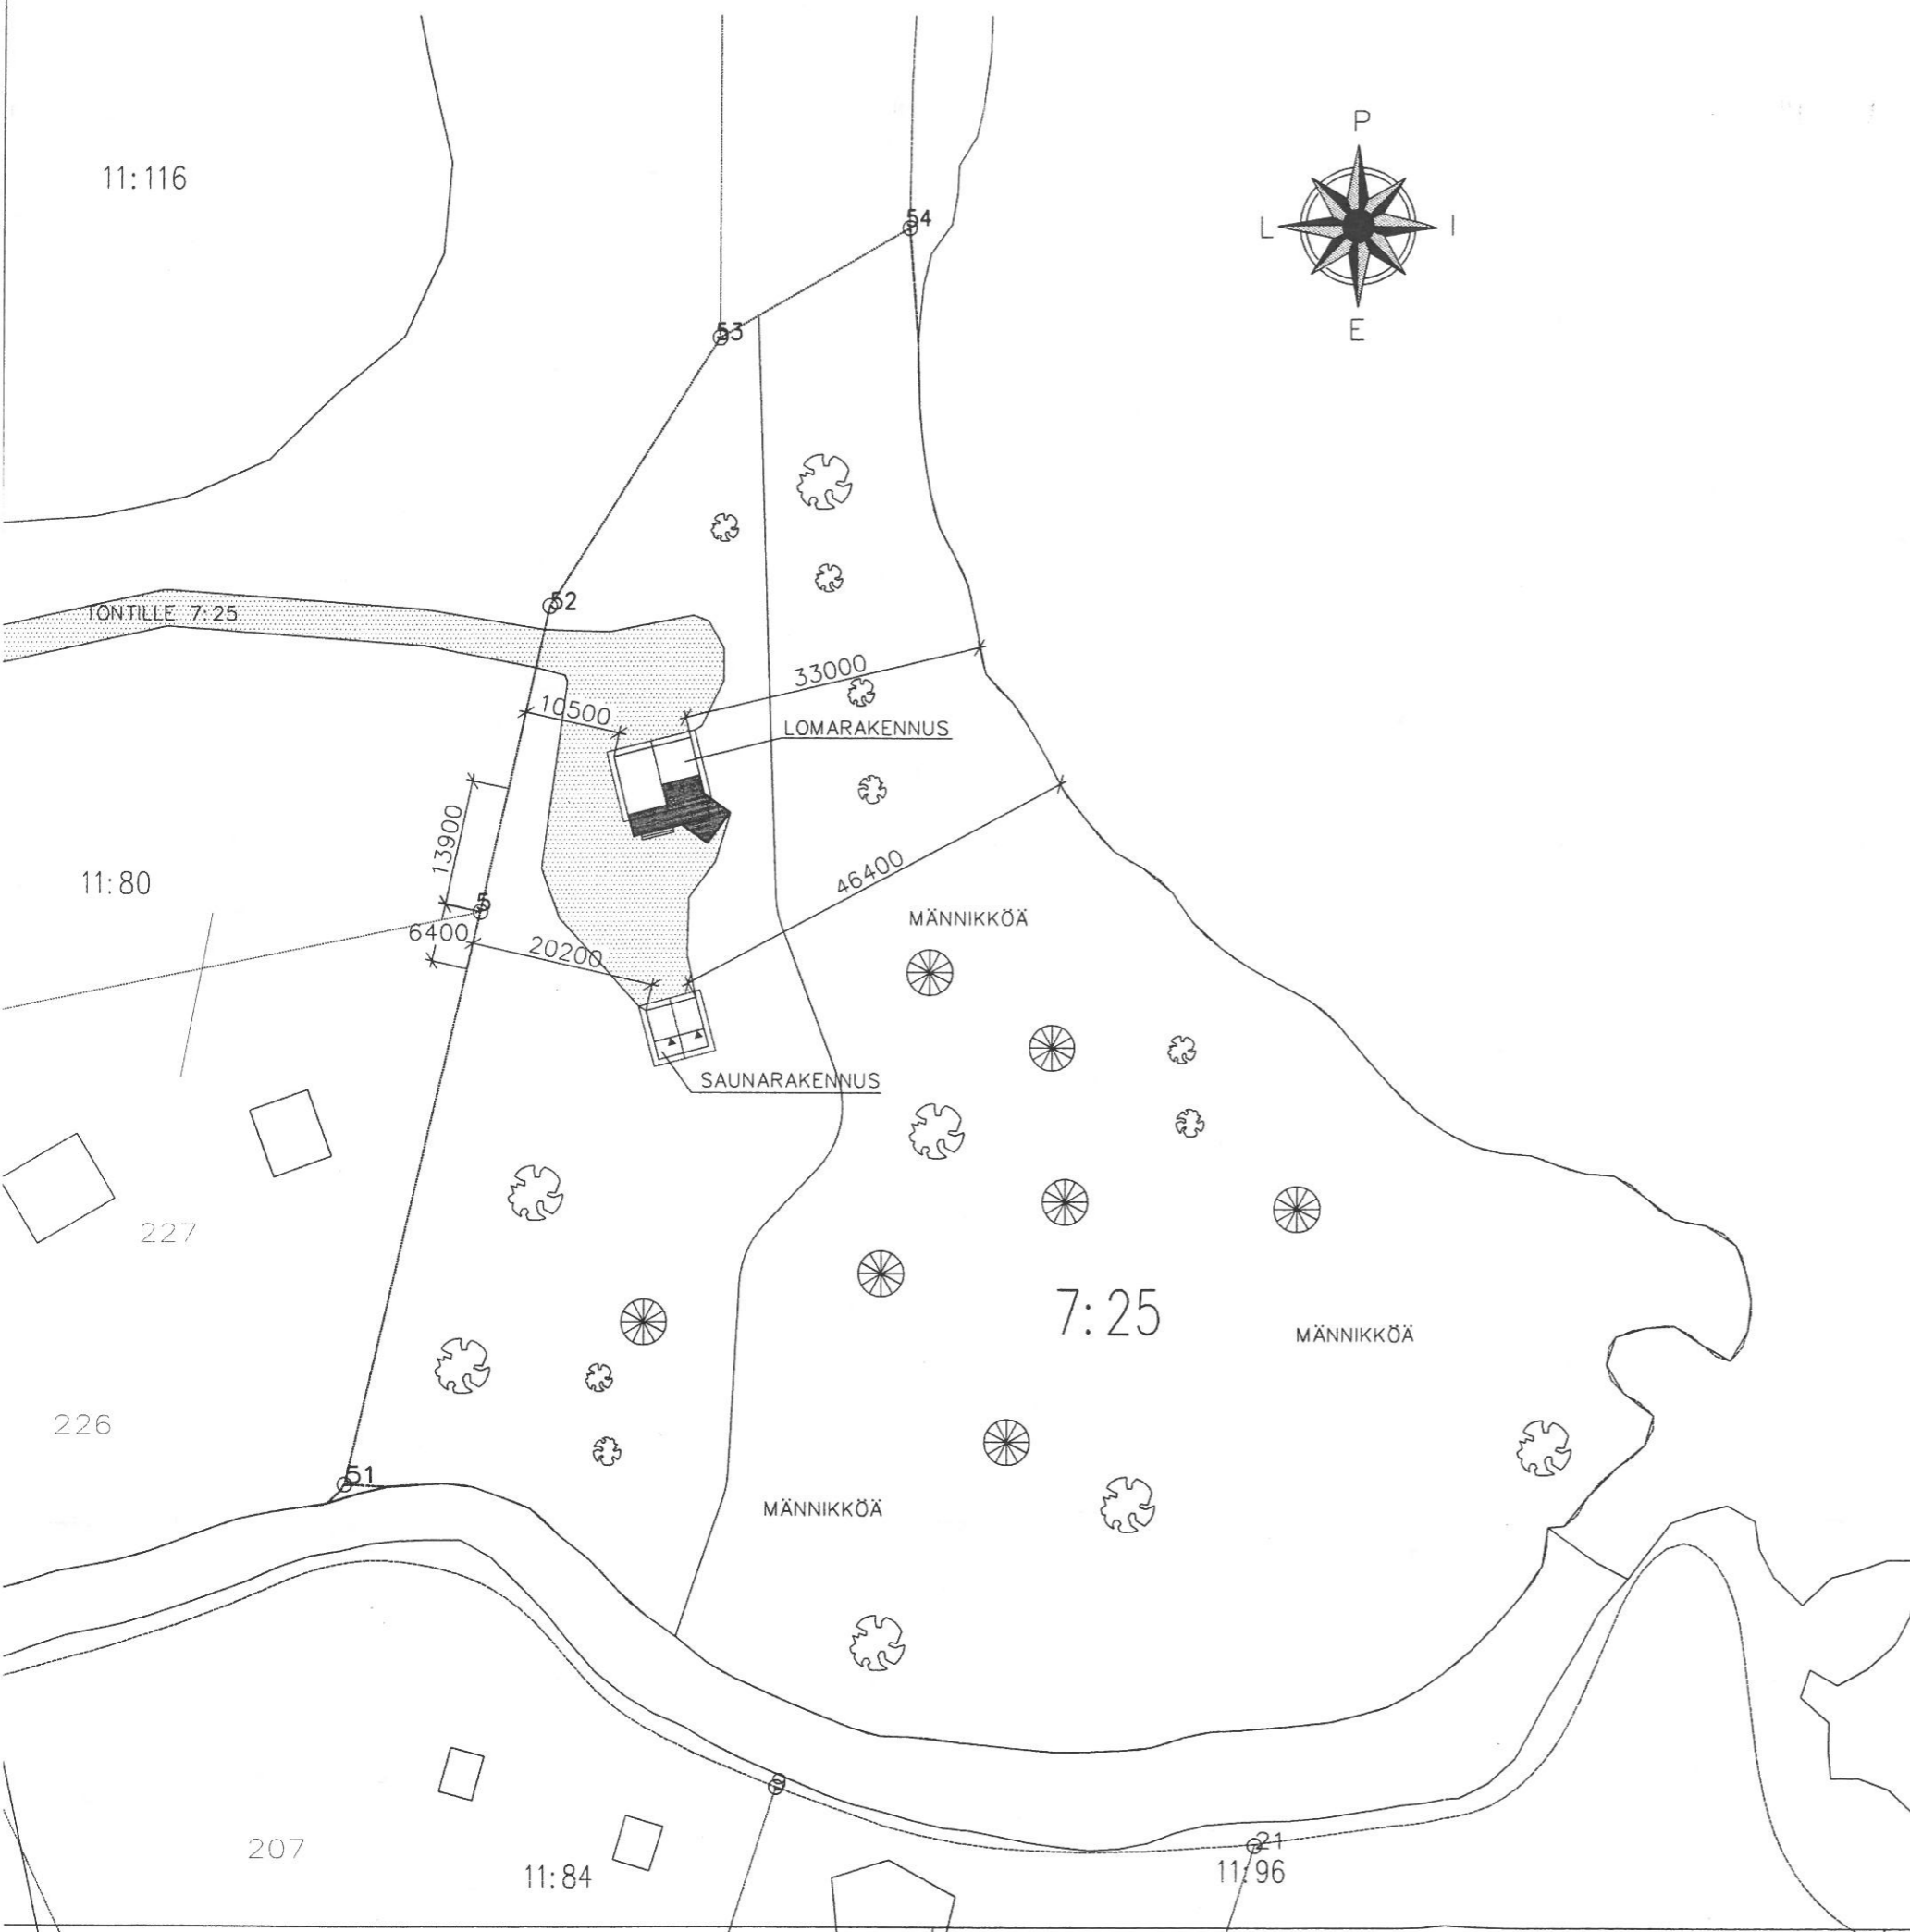 P
11:116
54
L
I
E
53
52
TONTILLE 7:25
33000
10500
LOMARAKENNUS
13900
46400
11:80
5
MÄNNIKKÖÄ
6400
20200
SAUNARAKENNUS
227
7:25
MÄNNIKKÖÄ
226
51
MÄNNIKKÖÄ
9
21
207
11:84
11:96